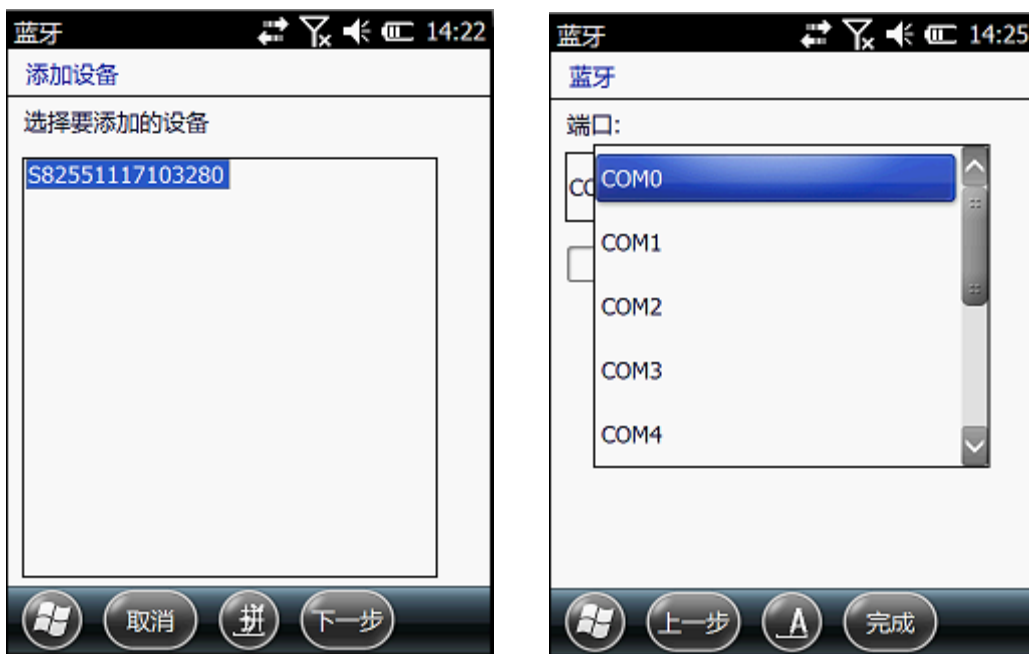 蓝牙 14:22
添加设备
选择要添加的设备
S82551117103280
取消 拼 下一步
蓝牙 14:25
蓝牙
端口:
CO
COM0
COM1
COM2
COM3
COM4
上一步 A 完成